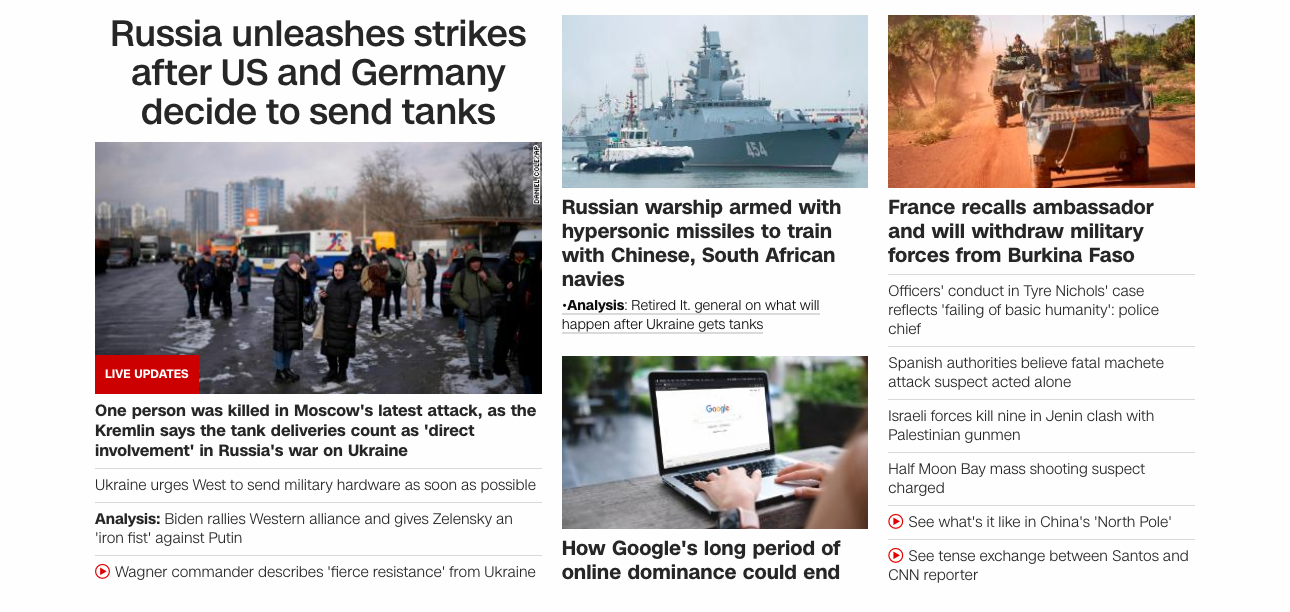 Russia unleashes strikes
after US and Germany
decide to send tanks
DANIEL COLE/AP
LIVE UPDATES
One person was killed in Moscow's latest attack, as the
Kremlin says the tank deliveries count as 'direct
involvement' in Russia's war on Ukraine
Ukraine urges West to send military hardware as soon as possible
Analysis: Biden rallies Western alliance and gives Zelensky an
'iron fist' against Putin
Wagner commander describes 'fierce resistance' from Ukraine
454
Russian warship armed with
hypersonic missiles to train
with Chinese, South African
navies
•Analysis: Retired lt. general on what will
happen after Ukraine gets tanks
Google
How Google's long period of
online dominance could end
France recalls ambassador
and will withdraw military
forces from Burkina Faso
Officers' conduct in Tyre Nichols' case
reflects 'failing of basic humanity': police
chief
Spanish authorities believe fatal machete
attack suspect acted alone
Israeli forces kill nine in Jenin clash with
Palestinian gunmen
Half Moon Bay mass shooting suspect
charged
See what's it like in China's 'North Pole'
See tense exchange between Santos and
CNN reporter